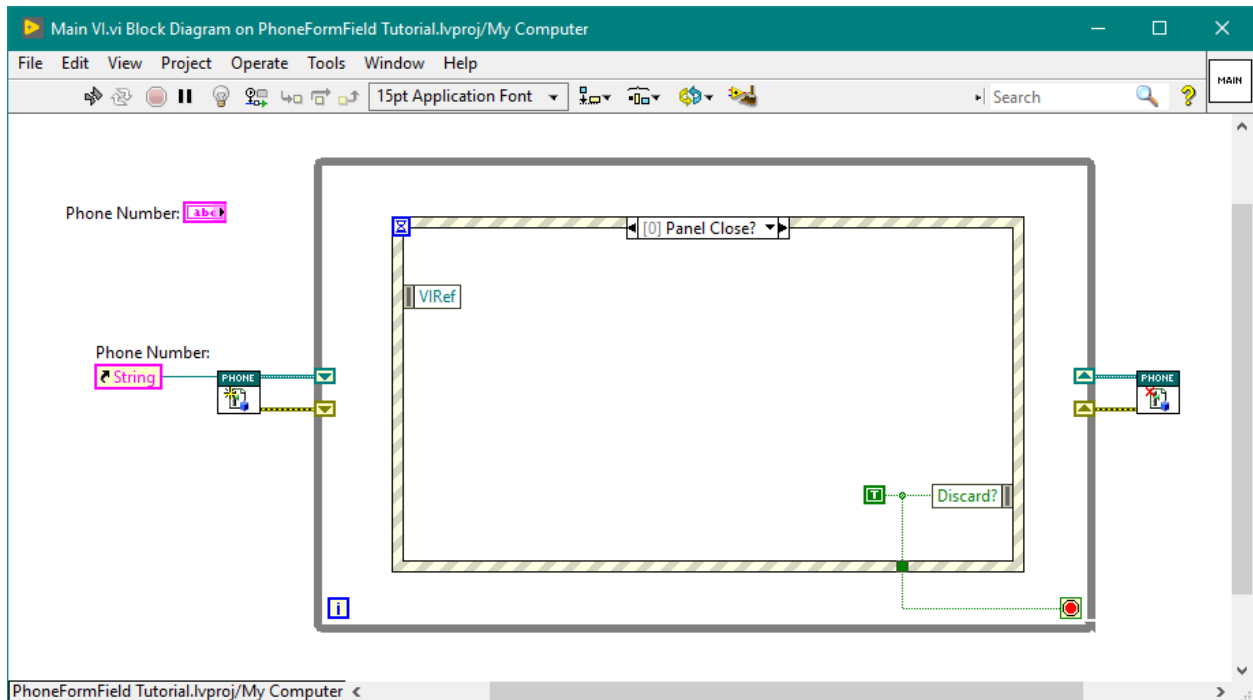 Main VI.vi Block Diagram on PhoneFormField Tutorial.lvproj/My Computer
File Edit View Project Operate Tools Window Help
MAIN
15pt Application Font
Search
Phone Number:
abc
[0] Panel Close?
VIRef
Phone Number:
String
PHONE
PHONE
T
Discard?
i
PhoneFormField Tutorial.lvproj/My Computer